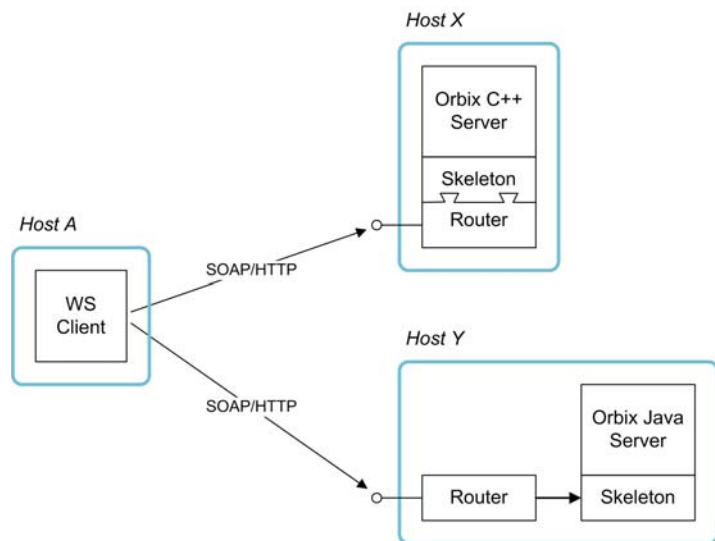 Host X
Orbix C++
Server
Skeleton
Router
Host A
WS
Client
SOAP/HTTP
SOAP/HTTP
Host Y
Orbix Java
Server
Router
Skeleton